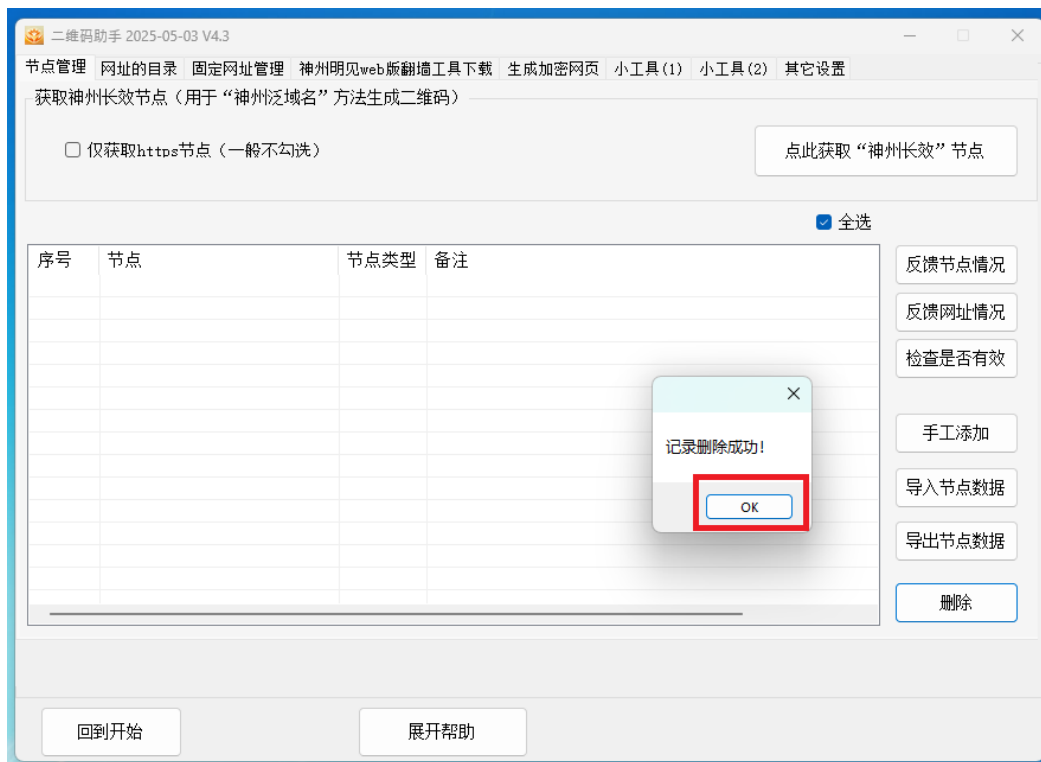 二维码助手 2025-05-03 V4.3
节点管理 网址的目录 固定网址管理 神州明见web版翻墙工具下载 生成加密网页 小工具(1) 小工具(2) 其它设置
获取神州长效节点（用于“神州泛域名”方法生成二维码）
仅获取https节点（一般不勾选）
点此获取“神州长效”节点
全选
序号 节点 节点类型 备注
反馈节点情况
反馈网址情况
检查是否有效
记录删除成功!
OK
手工添加
导入节点数据
导出节点数据
删除
回到开始 展开帮助